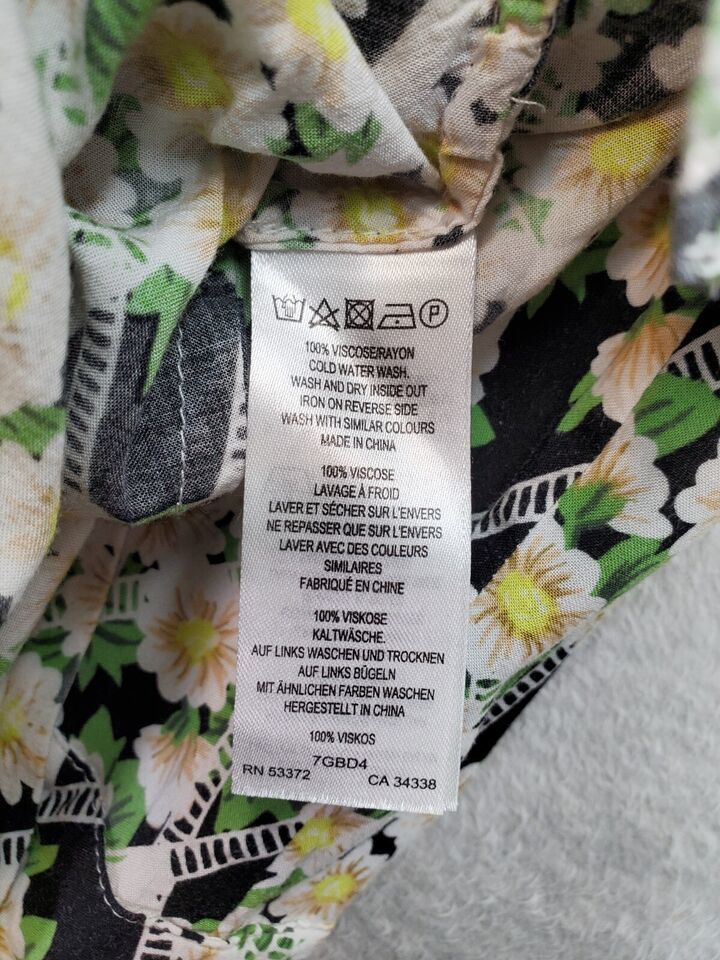 P
100% VISCOSE/RAYON
COLD WATER WASH.
WASH AND DRY INSIDE OUT
IRON ON REVERSE SIDE
WASH WITH SIMILAR COLOURS
MADE IN CHINA
100% VISCOSE
LAVAGE À FROID
LAVER ET SÉCHER SUR L'ENVERS
NE REPASSER QUE SUR L'ENVERS
LAVER AVEC DES COULEURS
SIMILAIRES
FABRIQUÉ EN CHINE
100% VISKOSE
KALTWÄSCHE.
AUF LINKS WASCHEN UND TROCKNEN
AUF LINKS BÜGELN
MIT ÄHNLICHEN FARBEN WASCHEN
HERGESTELLT IN CHINA
100% VISKOS
7GBD4
RN 53372 CA 34338